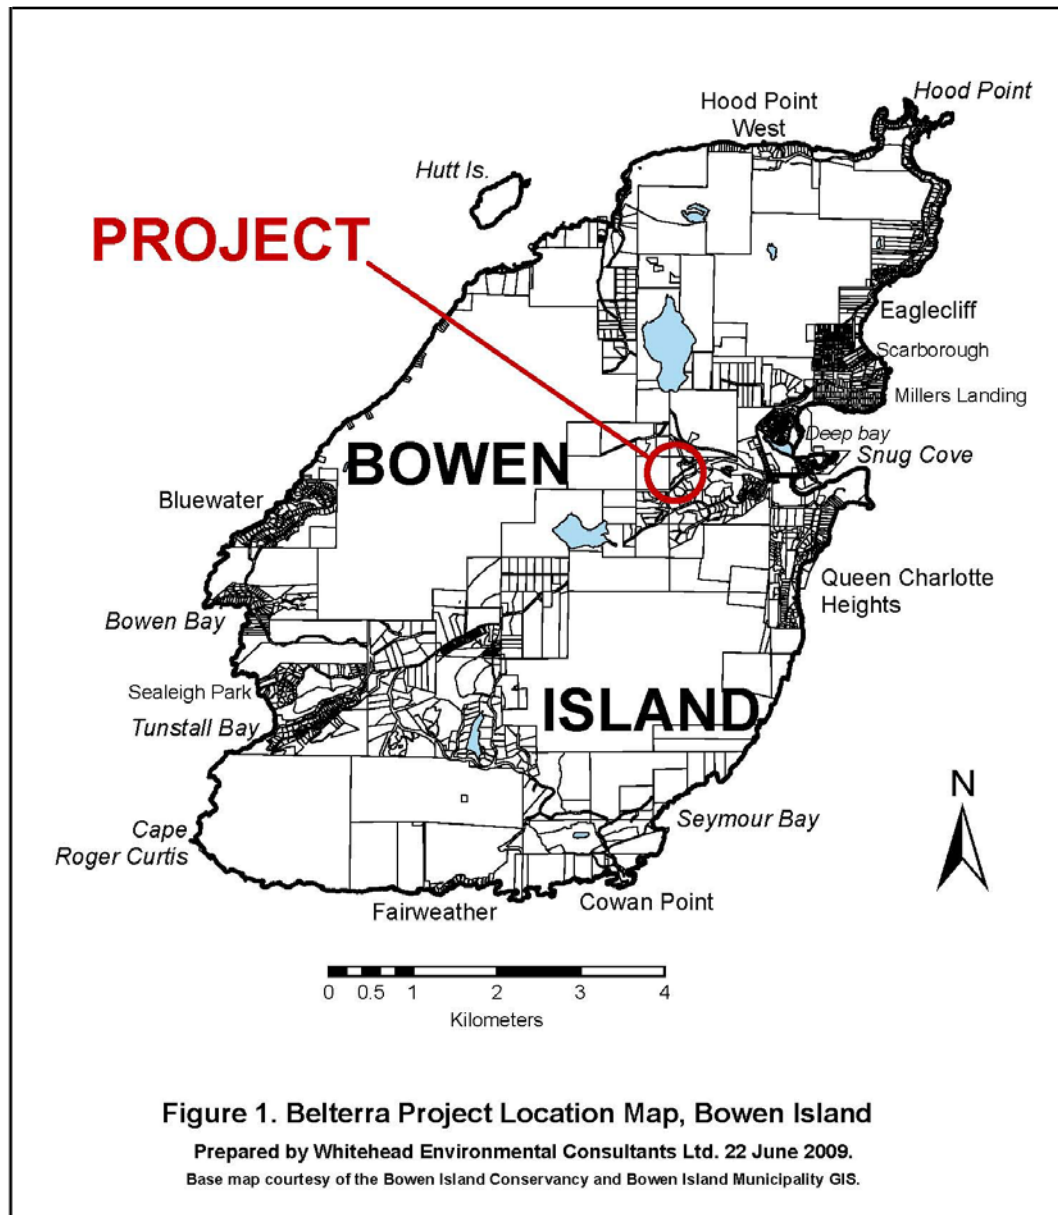 Hood Point
Hood Point
West
Hutt Is.
PROJECT
Eaglecliff
Scarborough
Millers Landing
Deep bay
Snug Cove
BOWEN
Bluewater
Queen Charlotte
Heights
Bowen Bay
Sealeigh Park
ISLAND
Tunstall Bay
N
Seymour Bay
Cape
Roger Curtis
Cowan Point
Fairweather
0 0.5 1 2 3 4
Kilometers
Figure 1. Belterra Project Location Map, Bowen Island
Prepared by Whitehead Environmental Consultants Ltd. 22 June 2009.
Base map courtesy of the Bowen Island Conservancy and Bowen Island Municipality GIS.